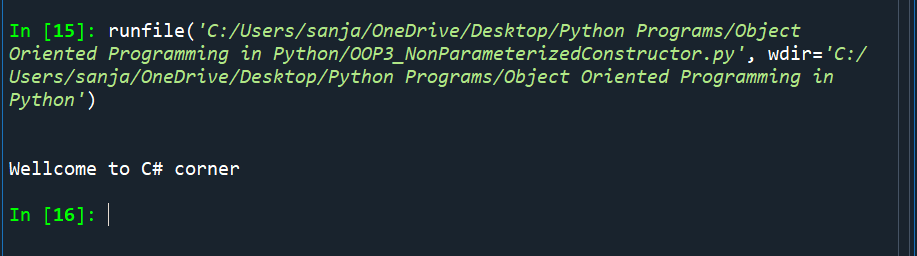 In [15]: runfile('C:/Users/sanja/OneDrive/Desktop/Python Programs/Object
Oriented Programming in Python/OOP3_NonParameterizedConstructor.py', wdir='C:/
Users/sanja/OneDrive/Desktop/Python Programs/Object Oriented Programming in
Python')
Wellcome to C# corner
In [16]: